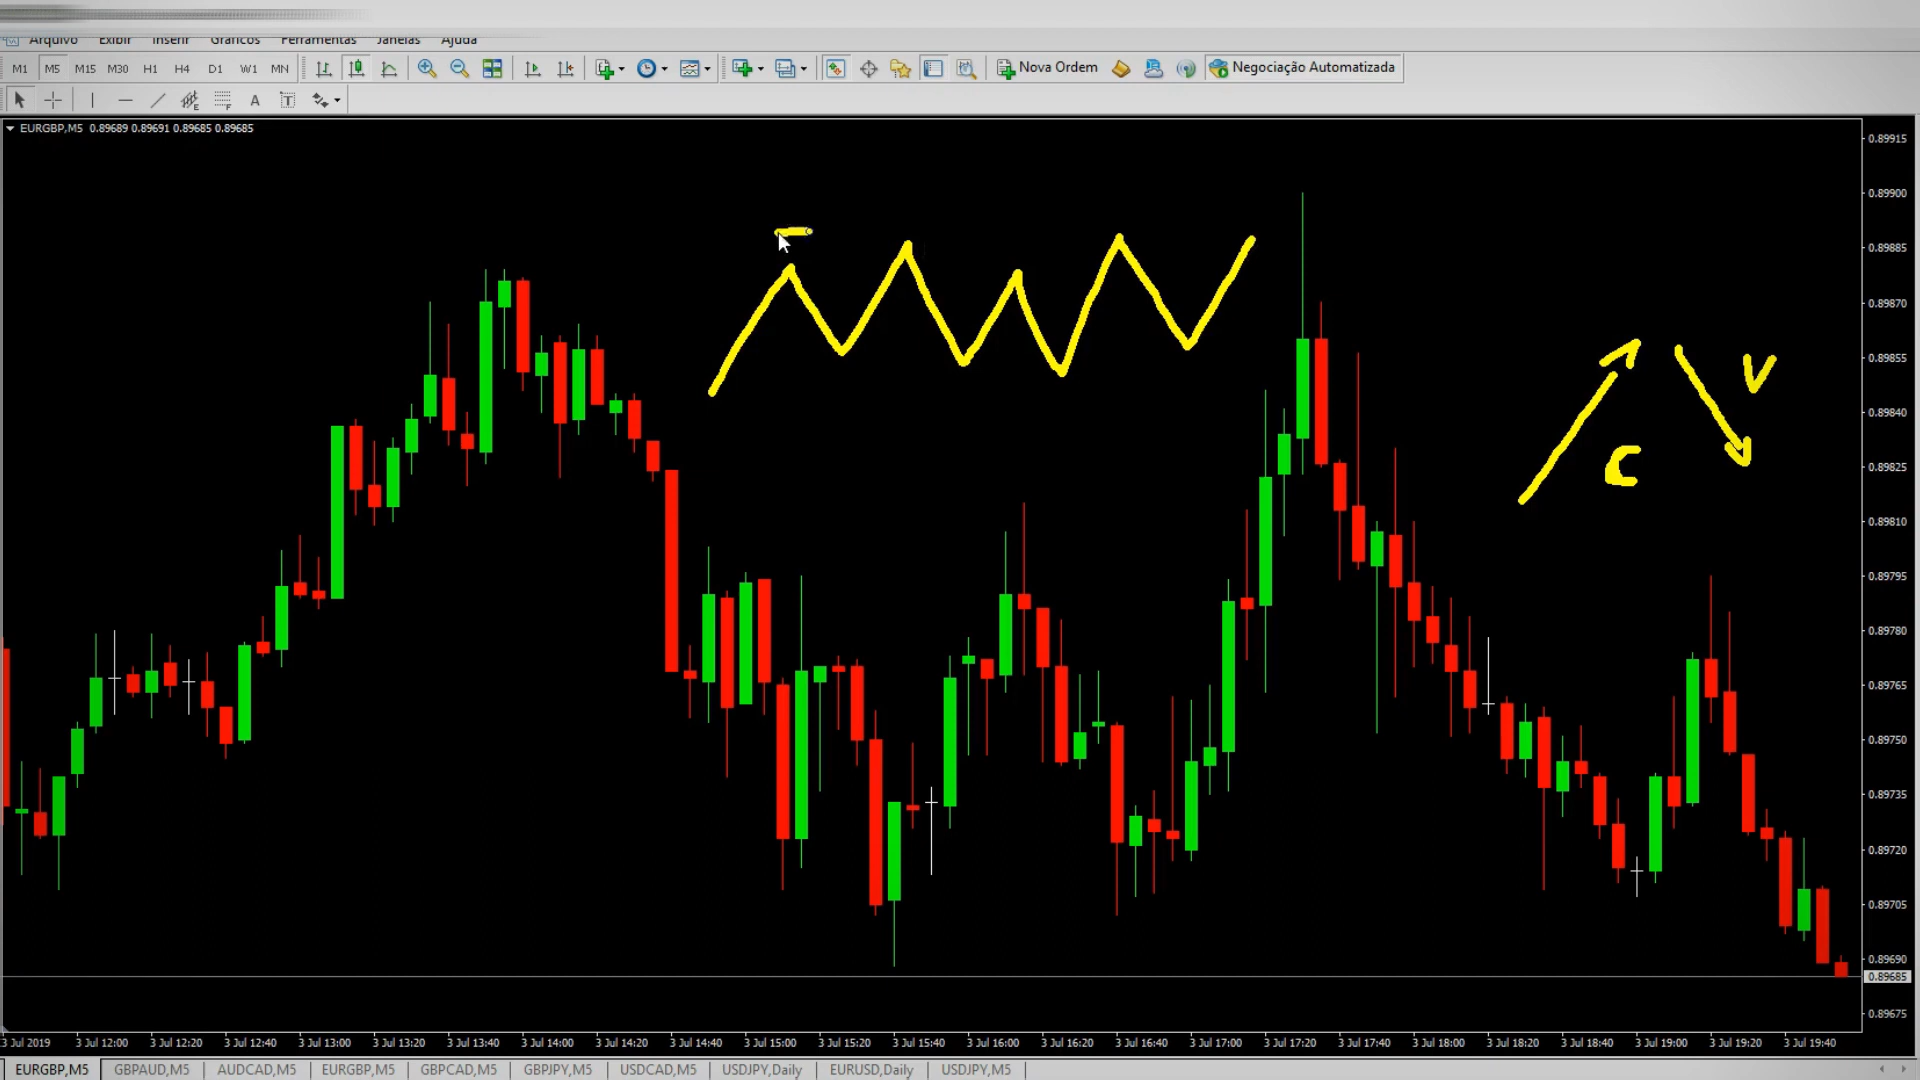 Arquivo Exibir Inserir Gráficos Ferramentas Janelas Ajuda
M1 M5 M15 M30 H1 H4 D1 W1 MN Nova Ordem Negociação Automatizada
E F A T
EURGBP,M5 0.89689 0.89691 0.89685 0.89685
0.89915
0.89900
0.89885
0.89870
0.89855
V
0.89840
0.89825
C
0.89810
0.89795
0.89780
0.89765
0.89750
0.89735
0.89720
0.89705
0.89690
0.89685
0.89675
3 Jul 2019 3 Jul 12:00 3 Jul 12:20 3 Jul 12:40 3 Jul 13:00 3 Jul 13:20 3 Jul 13:40 3 Jul 14:00 3 Jul 14:20 3 Jul 14:40 3 Jul 15:00 3 Jul 15:20 3 Jul 15:40 3 Jul 16:00 3 Jul 16:20 3 Jul 16:40 3 Jul 17:00 3 Jul 17:20 3 Jul 17:40 3 Jul 18:00 3 Jul 18:20 3 Jul 18:40 3 Jul 19:00 3 Jul 19:20 3 Jul 19:40
EURGBP,M5 GBPAUD,M5 AUDCAD,M5 EURGBP,M5 GBPCAD,M5 GBPJPY,M5 USDCAD,M5 USDJPY,Daily EURUSD,Daily USDJPY,M5